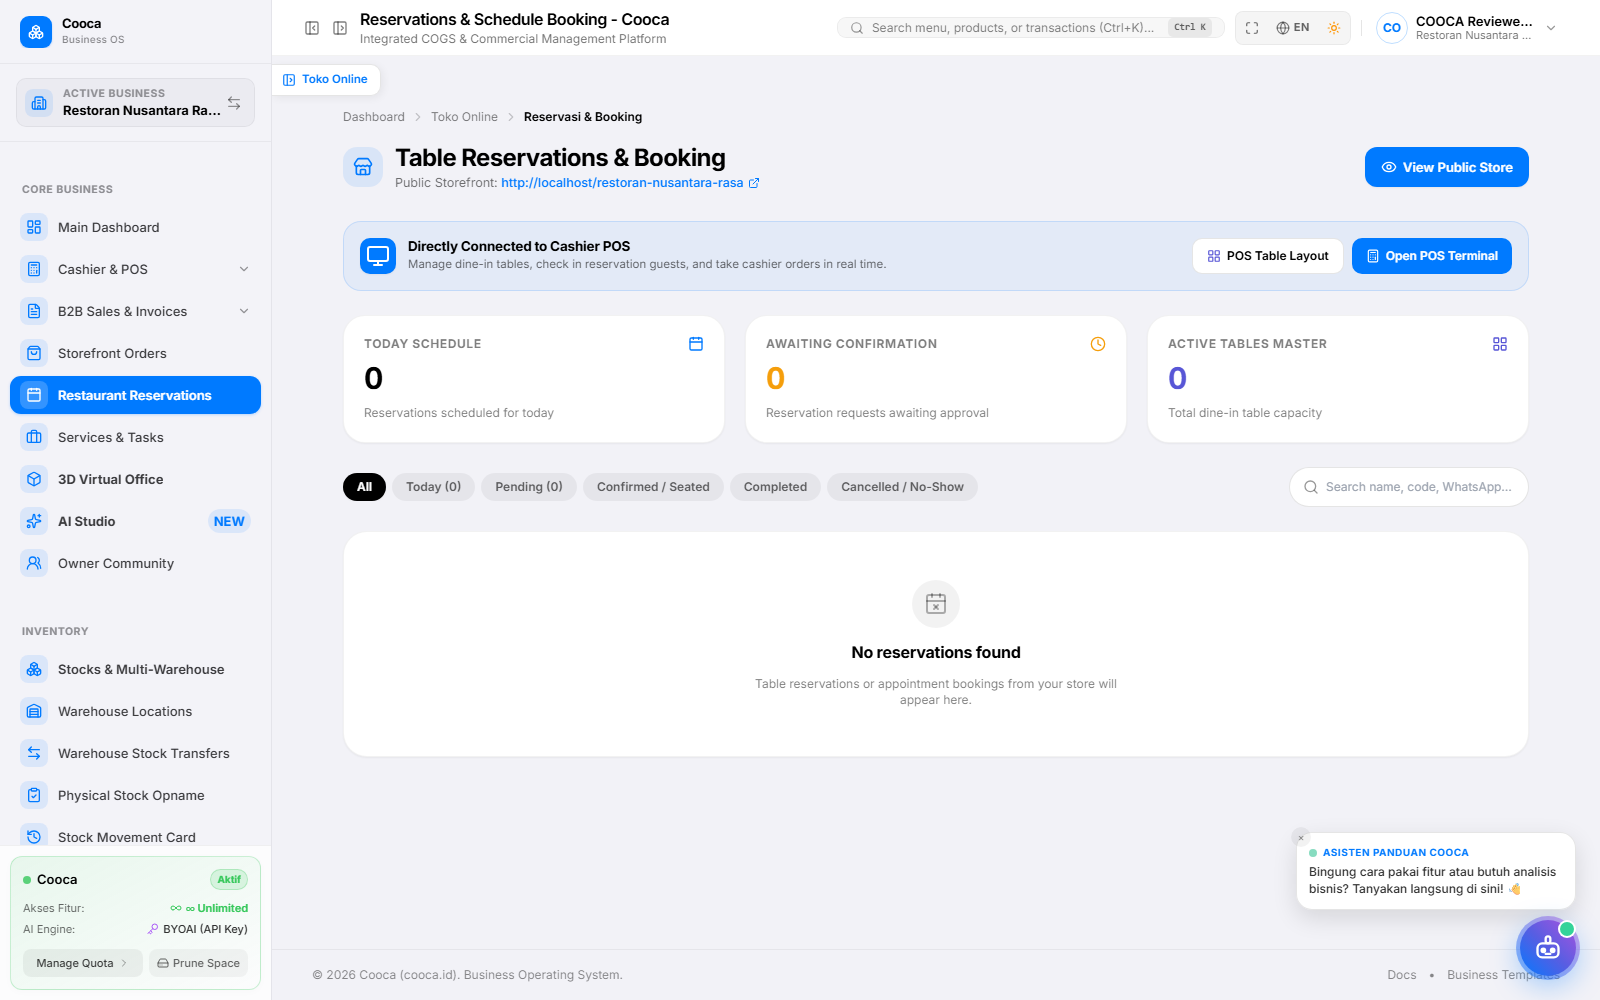 Cooca
Business OS
ACTIVE BUSINESS
Restoran Nusantara Ra...
CORE BUSINESS
Main Dashboard
Cashier & POS
B2B Sales & Invoices
Storefront Orders
Restaurant Reservations
Services & Tasks
3D Virtual Office
AI Studio NEW
Owner Community
INVENTORY
Stocks & Multi-Warehouse
Warehouse Locations
Warehouse Stock Transfers
Physical Stock Opname
Stock Movement Card
Cooca Aktif
Akses Fitur: ∞ Unlimited
AI Engine: BYOAI (API Key)
Manage Quota Prune Space
Reservations & Schedule Booking - Cooca
Integrated COGS & Commercial Management Platform
Search menu, products, or transactions (Ctrl+K)... Ctrl K
EN
CO
COOCA Reviewe...
Restoran Nusantara ...
Toko Online
Dashboard > Toko Online > Reservasi & Booking
Table Reservations & Booking
Public Storefront: http://localhost/restoran-nusantara-rasa
View Public Store
Directly Connected to Cashier POS
Manage dine-in tables, check in reservation guests, and take cashier orders in real time.
POS Table Layout
Open POS Terminal
TODAY SCHEDULE
0
Reservations scheduled for today
AWAITING CONFIRMATION
0
Reservation requests awaiting approval
ACTIVE TABLES MASTER
0
Total dine-in table capacity
All
Today (0)
Pending (0)
Confirmed / Seated
Completed
Cancelled / No-Show
Search name, code, WhatsApp...
No reservations found
Table reservations or appointment bookings from your store will
appear here.
ASISTEN PANDUAN COOCA
Bingung cara pakai fitur atau butuh analisis
bisnis? Tanyakan langsung di sini! 👋
© 2026 Cooca (cooca.id). Business Operating System.
Docs • Business Templates